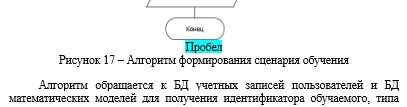 Конец
Пробел
Рисунок 17 – Алгоритм формирования сценария обучения
Алгоритм обращается к БД учетных записей пользователей и БД
математических моделей для получения идентификатора обучаемого, типа